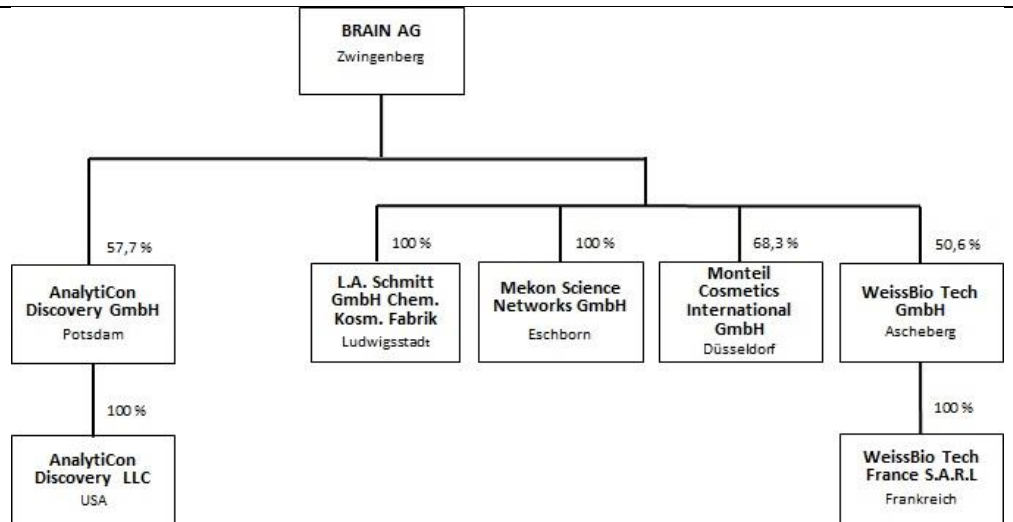 BRAIN AG
Zwingenberg
57,7 %
100 %
100 %
68,3 %
50,6 %
AnalytiCon
Discovery GmbH
Potsdam
L.A. Schmitt
GmbH Chem.
Kosm. Fabrik
Ludwigsstadt
Mekon Science
Networks GmbH
Eschborn
Monteil
Cosmetics
International
GmbH
Düsseldorf
WeissBio Tech
GmbH
Ascheberg
100 %
100 %
AnalytiCon
Discovery LLC
USA
WeissBio Tech
France S.A.R.L
Frankreich